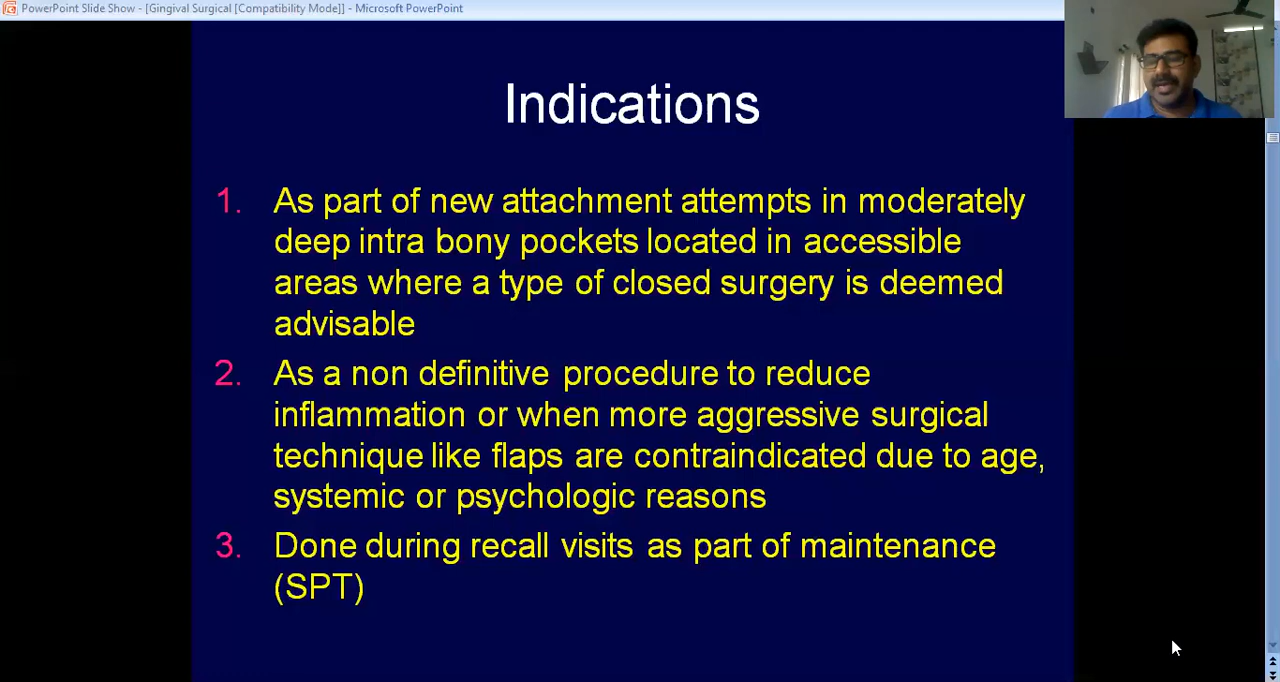 PowerPoint Slide Show - [Gingival Surgical [Compatibility Mode]] - Microsoft PowerPoint
Indications
1. As part of new attachment attempts in moderately
deep intra bony pockets located in accessible
areas where a type of closed surgery is deemed
advisable
2. As a non definitive procedure to reduce
inflammation or when more aggressive surgical
technique like flaps are contraindicated due to age,
systemic or psychologic reasons
3. Done during recall visits as part of maintenance
(SPT)